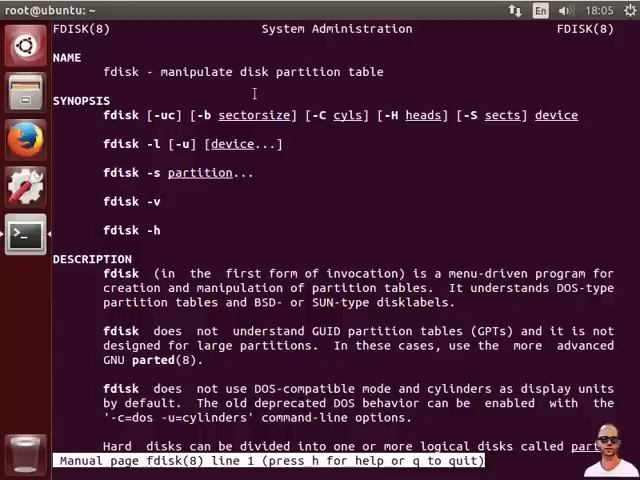 root@ubuntu: ~
En
18:05
FDISK(8) System Administration FDISK(8)
NAME
fdisk - manipulate disk partition table
SYNOPSIS
fdisk [-uc] [-b sectorsize] [-C cyls] [-H heads] [-S sects] device
fdisk -l [-u] [device...]
fdisk -s partition...
fdisk -v
fdisk -h
DESCRIPTION
fdisk (in the first form of invocation) is a menu-driven program for
creation and manipulation of partition tables. It understands DOS-type
partition tables and BSD- or SUN-type disklabels.
fdisk does not understand GUID partition tables (GPTs) and it is not
designed for large partitions. In these cases, use the more advanced
GNU parted(8).
fdisk does not use DOS-compatible mode and cylinders as display units
by default. The old deprecated DOS behavior can be enabled with the
'-c=dos -u=cylinders' command-line options.
Hard disks can be divided into one or more logical disks called
Manual page fdisk(8) line 1 (press h for help or q to quit)